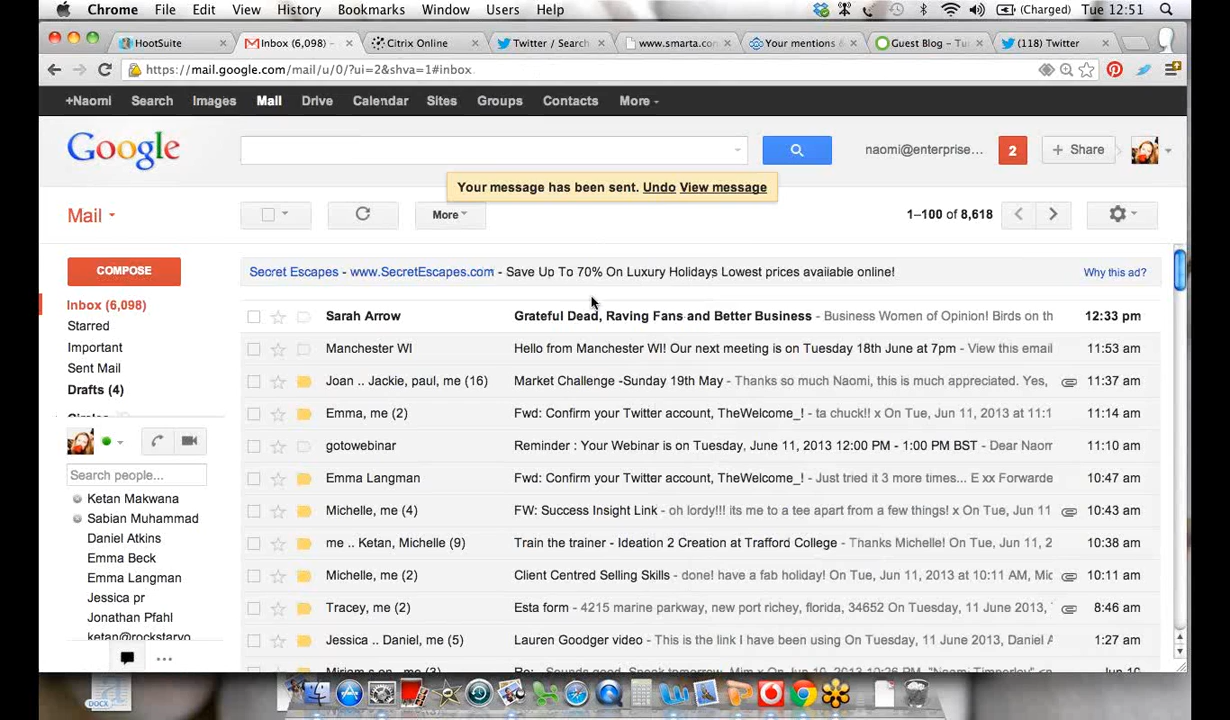 Chrome File Edit View History Bookmarks Window Users Help (Charged) Tue 12:51
HootSuite Inbox (6,098) - Citrix Online Twitter / Search www.smarta.co Your mentions Guest Blog - Tu (118) Twitter
https://mail.google.com/mail/u/0/?ui=2&shva=1#inbox
+Naomi Search Images Mail Drive Calendar Sites Groups Contacts More
Google naomi@enterprise... 2 + Share
Your message has been sent. Undo View message
Mail More 1–100 of 8,618
COMPOSE
Secret Escapes - www.SecretEscapes.com - Save Up To 70% On Luxury Holidays Lowest prices available online! Why this ad?
Inbox (6,098)
Starred
Important
Sent Mail
Drafts (4)
Circles
Search people...
Ketan Makwana
Sabian Muhammad
Daniel Atkins
Emma Beck
Emma Langman
Jessica pr
Jonathan Pfahl
ketan@rockstaryo
Sarah Arrow Grateful Dead, Raving Fans and Better Business - Business Women of Opinion! Birds on th 12:33 pm
Manchester WI Hello from Manchester WI! Our next meeting is on Tuesday 18th June at 7pm - View this email 11:53 am
Joan .. Jackie, paul, me (16) Market Challenge -Sunday 19th May - Thanks so much Naomi, this is much appreciated. Yes, 11:37 am
Emma, me (2) Fwd: Confirm your Twitter account, TheWelcome_! - ta chuck!! x On Tue, Jun 11, 2013 at 11:1 11:14 am
gotowebinar Reminder : Your Webinar is on Tuesday, June 11, 2013 12:00 PM - 1:00 PM BST - Dear Naom 11:10 am
Emma Langman Fwd: Confirm your Twitter account, TheWelcome_! - Just tried it 3 more times... E xx Forwarde 10:47 am
Michelle, me (4) FW: Success Insight Link - oh lordy!!! its me to a tee apart from a few things! x On Tue, Jun 11 10:43 am
me .. Ketan, Michelle (9) Train the trainer - Ideation 2 Creation at Trafford College - Thanks Michelle! On Tue, Jun 11, 2 10:38 am
Michelle, me (2) Client Centred Selling Skills - done! have a fab holiday! On Tue, Jun 11, 2013 at 10:11 AM, Mic 10:11 am
Tracey, me (2) Esta form - 4215 marine parkway, new port richey, florida, 34652 On Tuesday, 11 June 2013, 8:46 am
Jessica .. Daniel, me (5) Lauren Goodger video - This is the link I have been using On Tuesday, 11 June 2013, Daniel A 1:27 am
DOCX